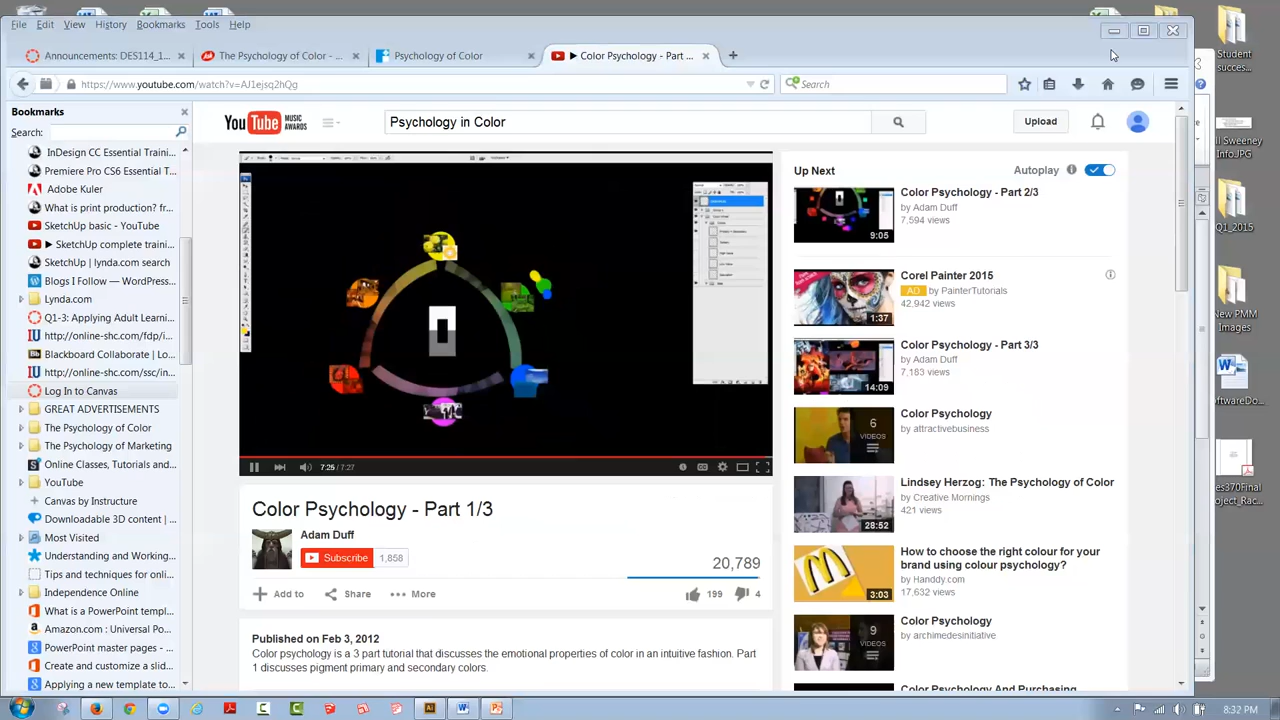 File Edit View History Bookmarks Tools Help
Announcements: DES114_1...
The Psychology of Color - ...
Psychology of Color
▶ Color Psychology - Part ...
https://www.youtube.com/watch?v=AJ1ejsq2hQg
Search
Bookmarks
Search:
InDesign CC Essential Traini...
Premiere Pro CS6 Essential T...
Adobe Kuler
What is print production? fr...
SketchUp basic - YouTube
▶ SketchUp complete traini...
SketchUp | lynda.com search
Blogs I Follow — WordPress...
Lynda.com
Q1-3: Applying Adult Learni...
http://online-shc.com/fdp/i...
Blackboard Collaborate | Lo...
http://online-shc.com/ssc/in...
Log In to Canvas
GREAT ADVERTISEMENTS
The Psychology of Color
The Psychology of Marketing
Online Classes, Tutorials and...
YouTube
Canvas by Instructure
Downloadable 3D content | ...
Most Visited
Understanding and Working...
Tips and techniques for onli...
Independence Online
What is a PowerPoint templ...
Amazon.com : Universal Po...
PowerPoint master
Create and customize a slid...
Applying a new template to...
YouTube MUSIC AWARDS
Psychology in Color
Upload
7:26 / 7:27
Color Psychology - Part 1/3
Adam Duff
Subscribe 1,858
20,789
Add to Share More 199 4
Published on Feb 3, 2012
Color psychology is a 3 part tutorial that discusses the emotional properties of color in an intuitive fashion. Part
1 discusses pigment primary and secondary colors.
Up Next Autoplay
Color Psychology - Part 2/3
by Adam Duff
7,594 views
9:05
Corel Painter 2015
AD by PainterTutorials
42,942 views
1:37
Color Psychology - Part 3/3
by Adam Duff
7,183 views
14:09
Color Psychology
by attractivebusiness
6
VIDEOS
Lindsey Herzog: The Psychology of Color
by Creative Mornings
421 views
28:52
How to choose the right colour for your
brand using colour psychology?
by Handdy.com
17,632 views
3:03
Color Psychology
by archimedesinitiative
9
VIDEOS
Color Psychology And Purchasing
Student
succes...
Sweeney
Info.JPG
Q1_2015
New PMM
Images
8:32 PM